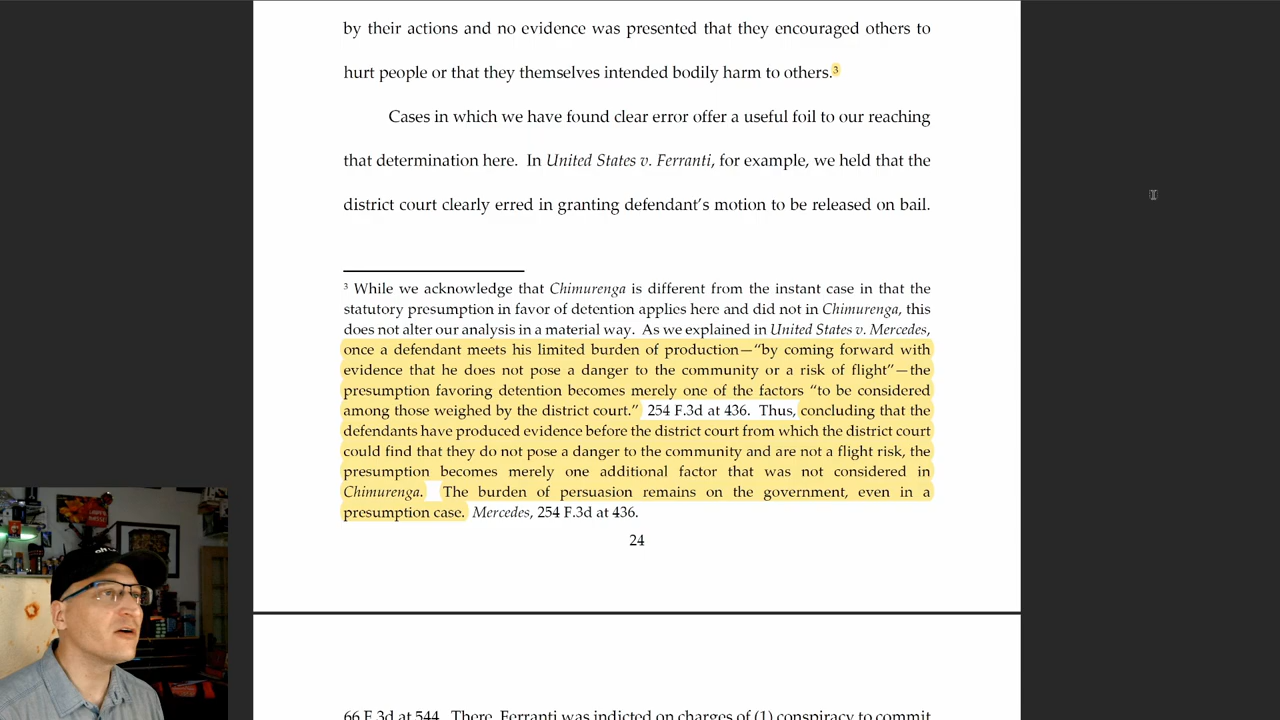 by their actions and no evidence was presented that they encouraged others to
hurt people or that they themselves intended bodily harm to others.³
Cases in which we have found clear error offer a useful foil to our reaching
that determination here. In United States v. Ferranti, for example, we held that the
district court clearly erred in granting defendant’s motion to be released on bail.
³ While we acknowledge that Chimurenga is different from the instant case in that the
statutory presumption in favor of detention applies here and did not in Chimurenga, this
does not alter our analysis in a material way. As we explained in United States v. Mercedes,
once a defendant meets his limited burden of production—“by coming forward with
evidence that he does not pose a danger to the community or a risk of flight”—the
presumption favoring detention becomes merely one of the factors “to be considered
among those weighed by the district court.” 254 F.3d at 436. Thus, concluding that the
defendants have produced evidence before the district court from which the district court
could find that they do not pose a danger to the community and are not a flight risk, the
presumption becomes merely one additional factor that was not considered in
Chimurenga. The burden of persuasion remains on the government, even in a
presumption case. Mercedes, 254 F.3d at 436.
24
66 F.3d at 544. There, Ferranti was indicted on charges of (1) conspiracy to commit